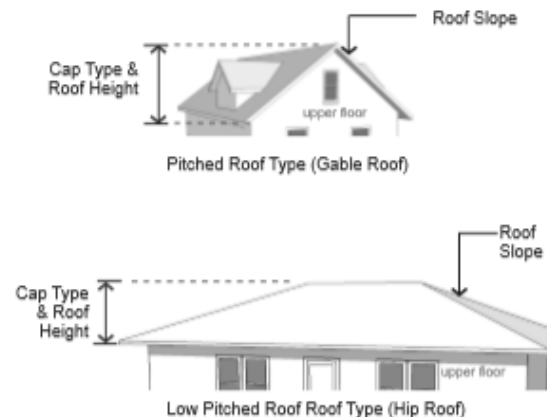 Roof Slope
Cap Type &
Roof Height
upper floor
Pitched Roof Type (Gable Roof)
Roof
Slope
Cap Type
& Roof
Height
upper floor
Low Pitched Roof Roof Type (Hip Roof)